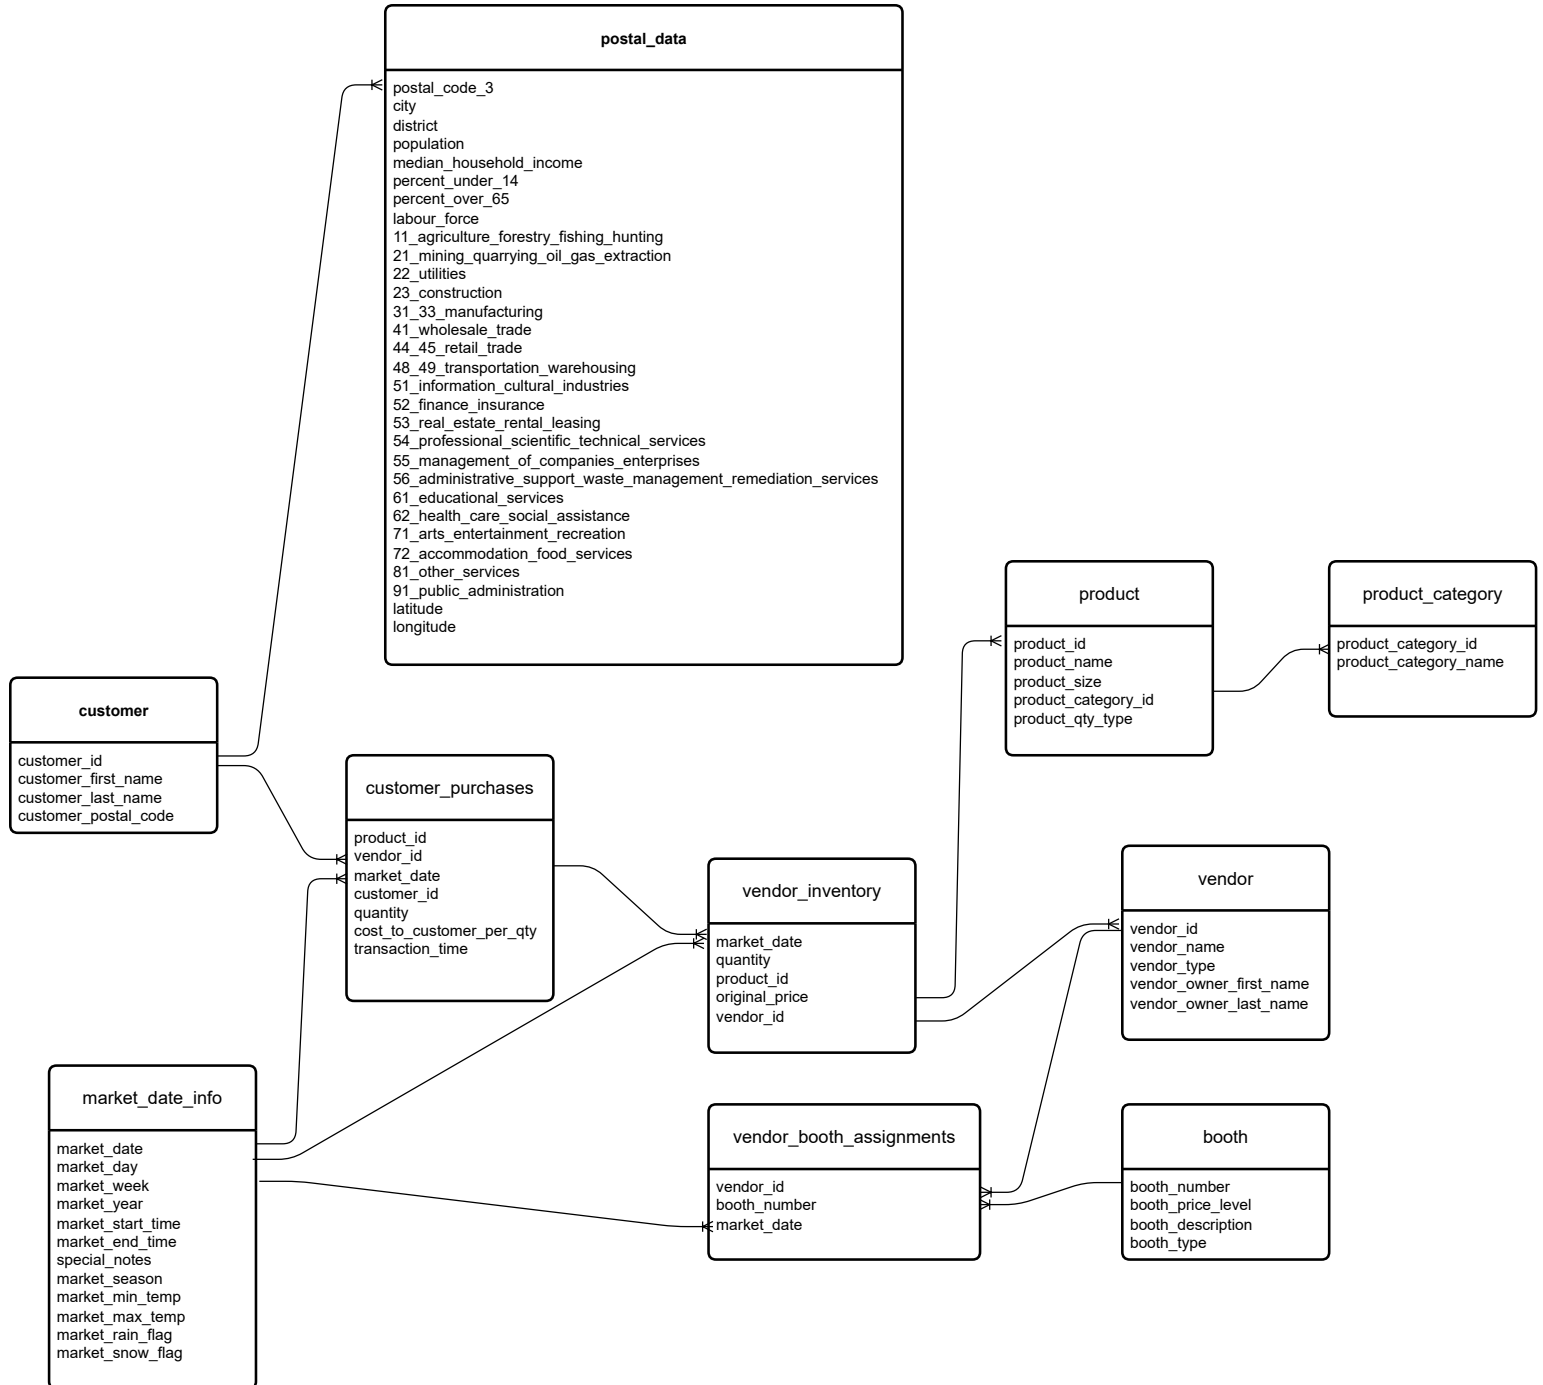 postal_data
postal_code_3
city
district
population
median_household_income
percent_under_14
percent_over_65
labour_force
11_agriculture_forestry_fishing_hunting
21_mining_quarrying_oil_gas_extraction
22_utilities
23_construction
31_33_manufacturing
41_wholesale_trade
44_45_retail_trade
48_49_transportation_warehousing
51_information_cultural_industries
52_finance_insurance
53_real_estate_rental_leasing
54_professional_scientific_technical_services
55_management_of_companies_enterprises
56_administrative_support_waste_management_remediation_services
61_educational_services
62_health_care_social_assistance
71_arts_entertainment_recreation
72_accommodation_food_services
81_other_services
91_public_administration
latitude
longitude
product
product_id
product_name
product_size
product_category_id
product_qty_type
product_category
product_category_id
product_category_name
customer
customer_id
customer_first_name
customer_last_name
customer_postal_code
customer_purchases
product_id
vendor_id
market_date
customer_id
quantity
cost_to_customer_per_qty
transaction_time
vendor_inventory
market_date
quantity
product_id
original_price
vendor_id
vendor
vendor_id
vendor_name
vendor_type
vendor_owner_first_name
vendor_owner_last_name
market_date_info
market_date
market_day
market_week
market_year
market_start_time
market_end_time
special_notes
market_season
market_min_temp
market_max_temp
market_rain_flag
market_snow_flag
vendor_booth_assignments
vendor_id
booth_number
market_date
booth
booth_number
booth_price_level
booth_description
booth_type